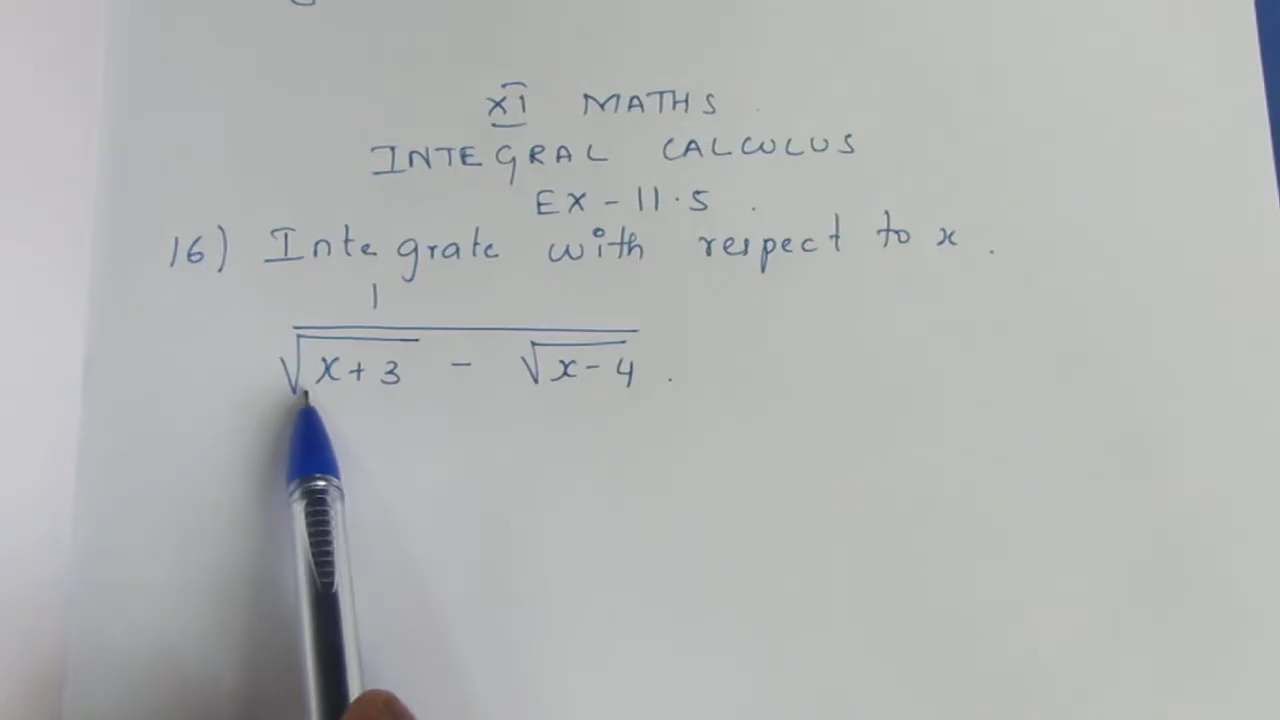 XI MATHS
INTEGRAL CALCULUS
EX - 11.5
16) Integrate with respect to x.
1
√x+3 - √x-4.